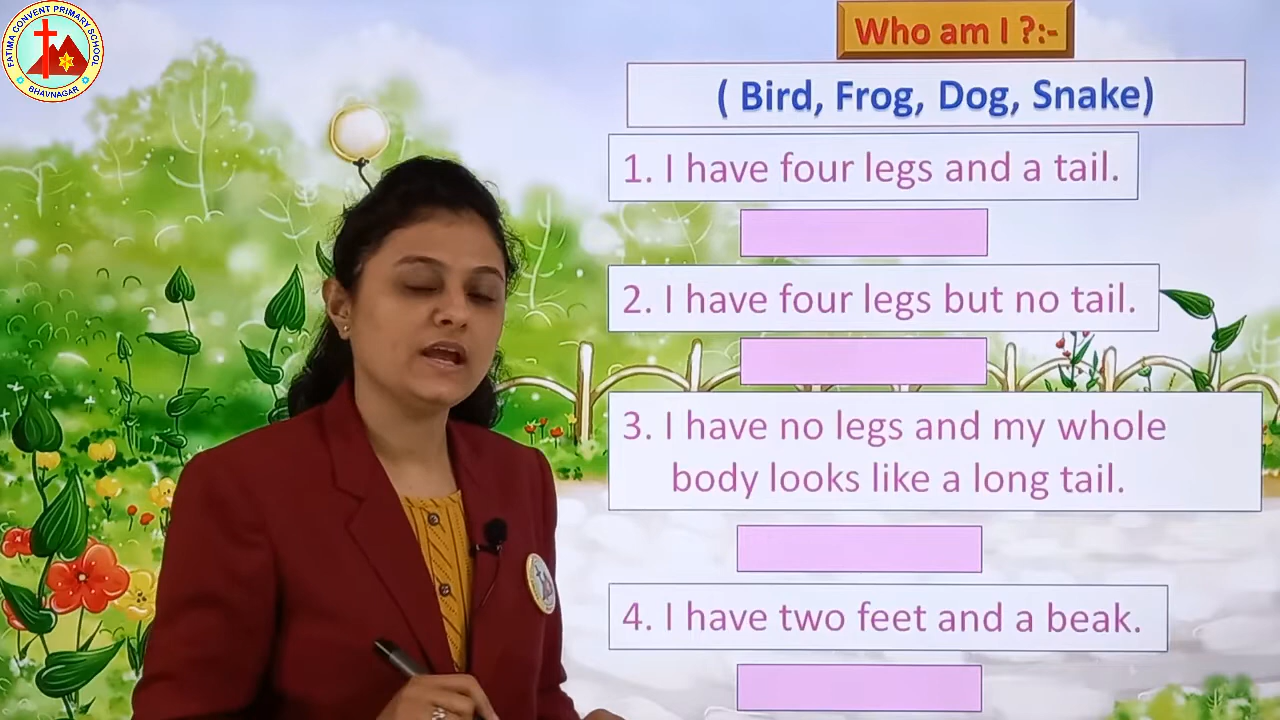 FATIMA CONVENT PRIMARY SCHOOL
BHAVNAGAR
Who am I ?:-
( Bird, Frog, Dog, Snake)
1. I have four legs and a tail.
2. I have four legs but no tail.
3. I have no legs and my whole
body looks like a long tail.
4. I have two feet and a beak.